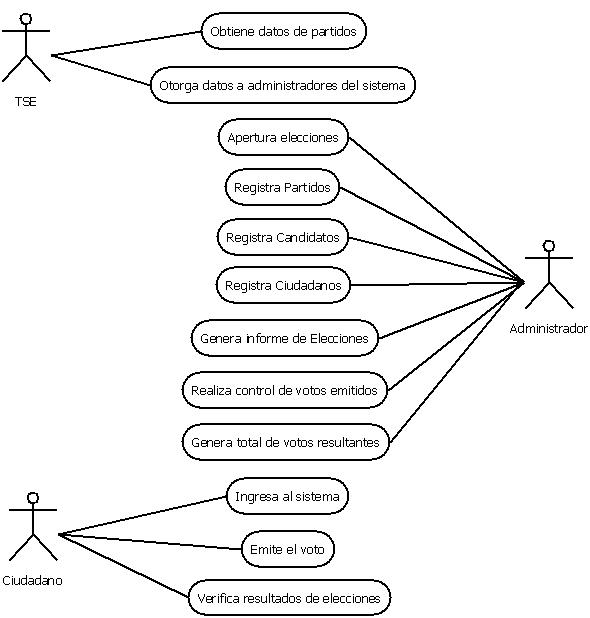 Obtiene datos de partidos
TSE
Otorga datos a administradores del sistema
Apertura elecciones
Registra Partidos
Registra Candidatos
Registra Ciudadanos
Administrador
Genera informe de Elecciones
Realiza control de votos emitidos
Genera total de votos resultantes
Ingresa al sistema
Emite el voto
Ciudadano
Verifica resultados de elecciones